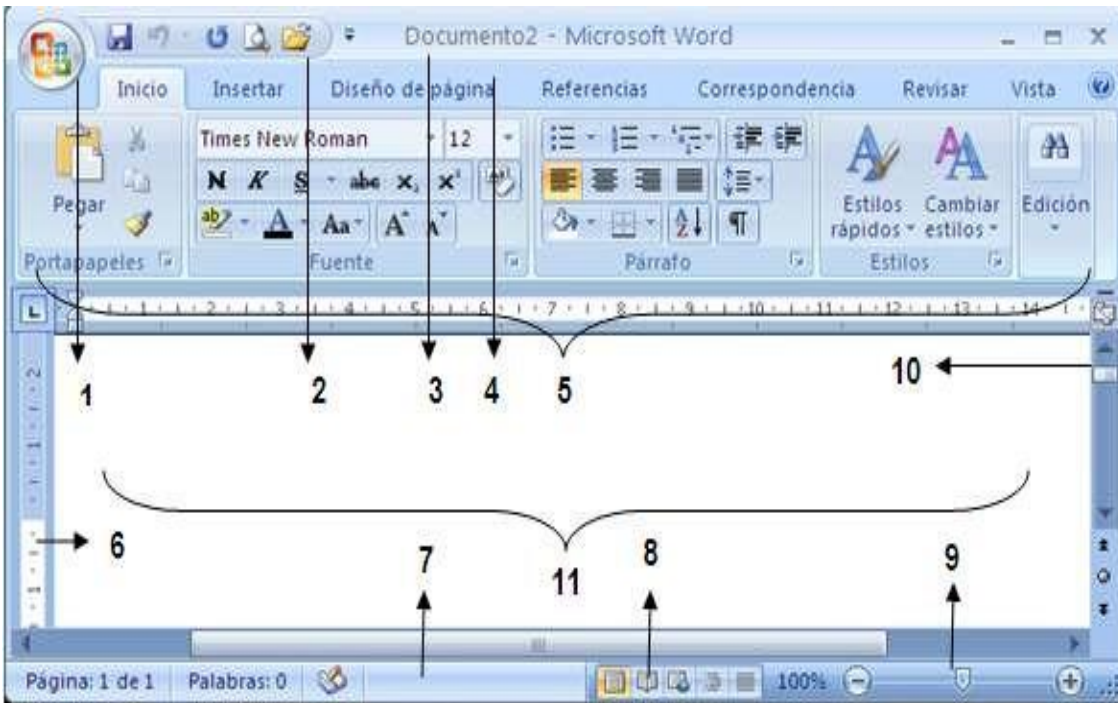 Documento2 - Microsoft Word
Inicio Insertar Diseño de página Referencias Correspondencia Revisar Vista
Times New Roman 12
N K S abc x₂ x²
Pegar
ab A Aa A A
Estilos rápidos Cambiar estilos Edición
Portapapeles Fuente Párrafo Estilos
L 1 2 3 4 5 6 7 8 9 10 11 12 13 14
1 2 3 4 5 10
6 7 8 9
11
Página: 1 de 1 Palabras: 0 100%